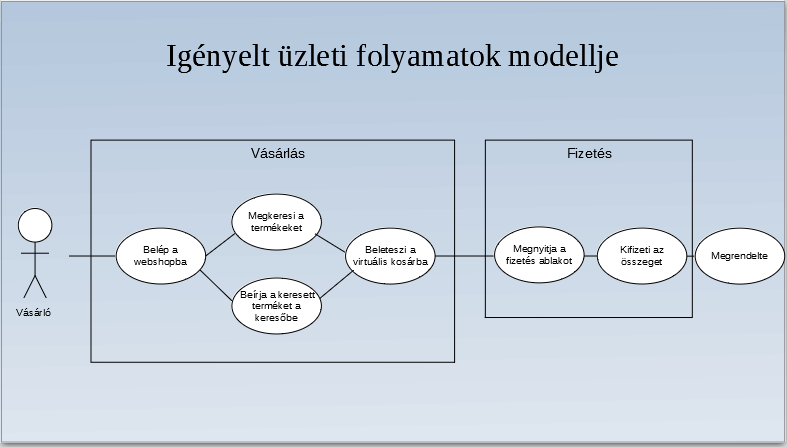 Igényelt üzleti folyamatok modellje
Vásárlás
Fizetés
Vásárló
Belép a
webshopba
Megkeresi a
termékeket
Beírja a keresett
terméket a
keresőbe
Beleteszi a
virtuális kosárba
Megnyitja a
fizetés ablakot
Kifizeti az
összeget
Megrendelte